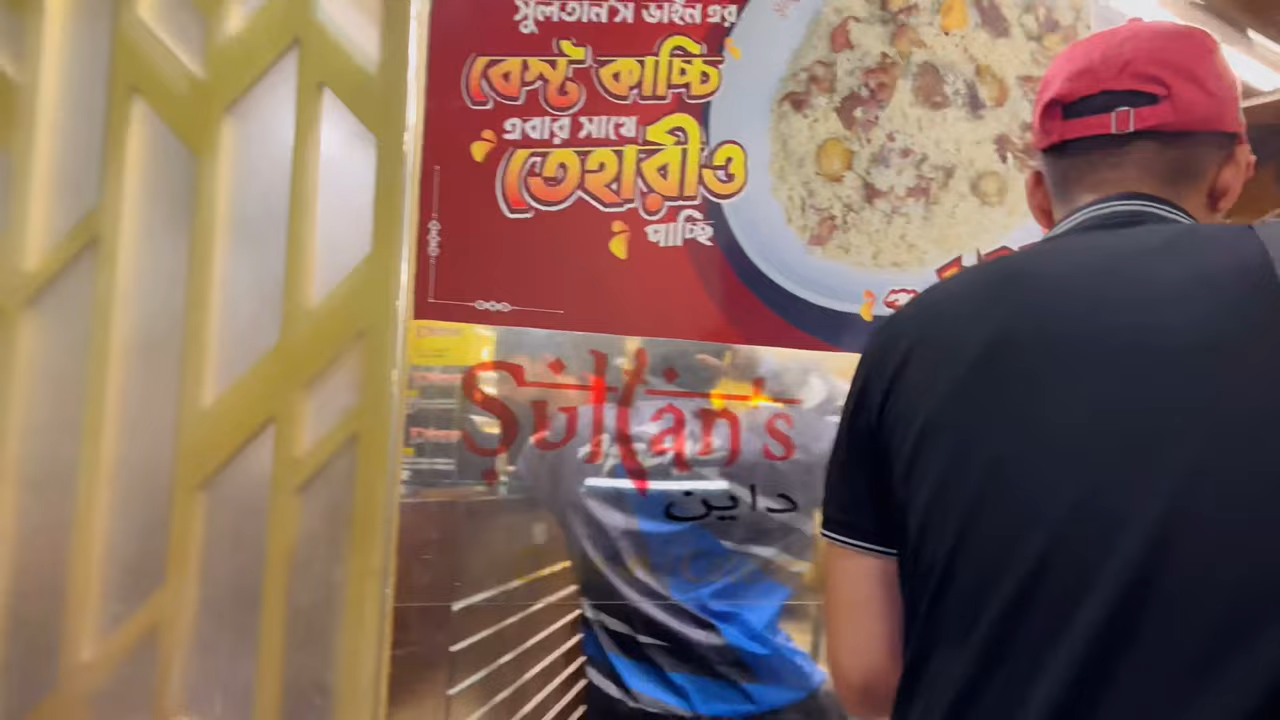 সুলতান'স ডাইন এর
বেস্ট কাচ্চি
এবার সাথে
তেহারীও
পাচ্ছি
Sultan's
داين